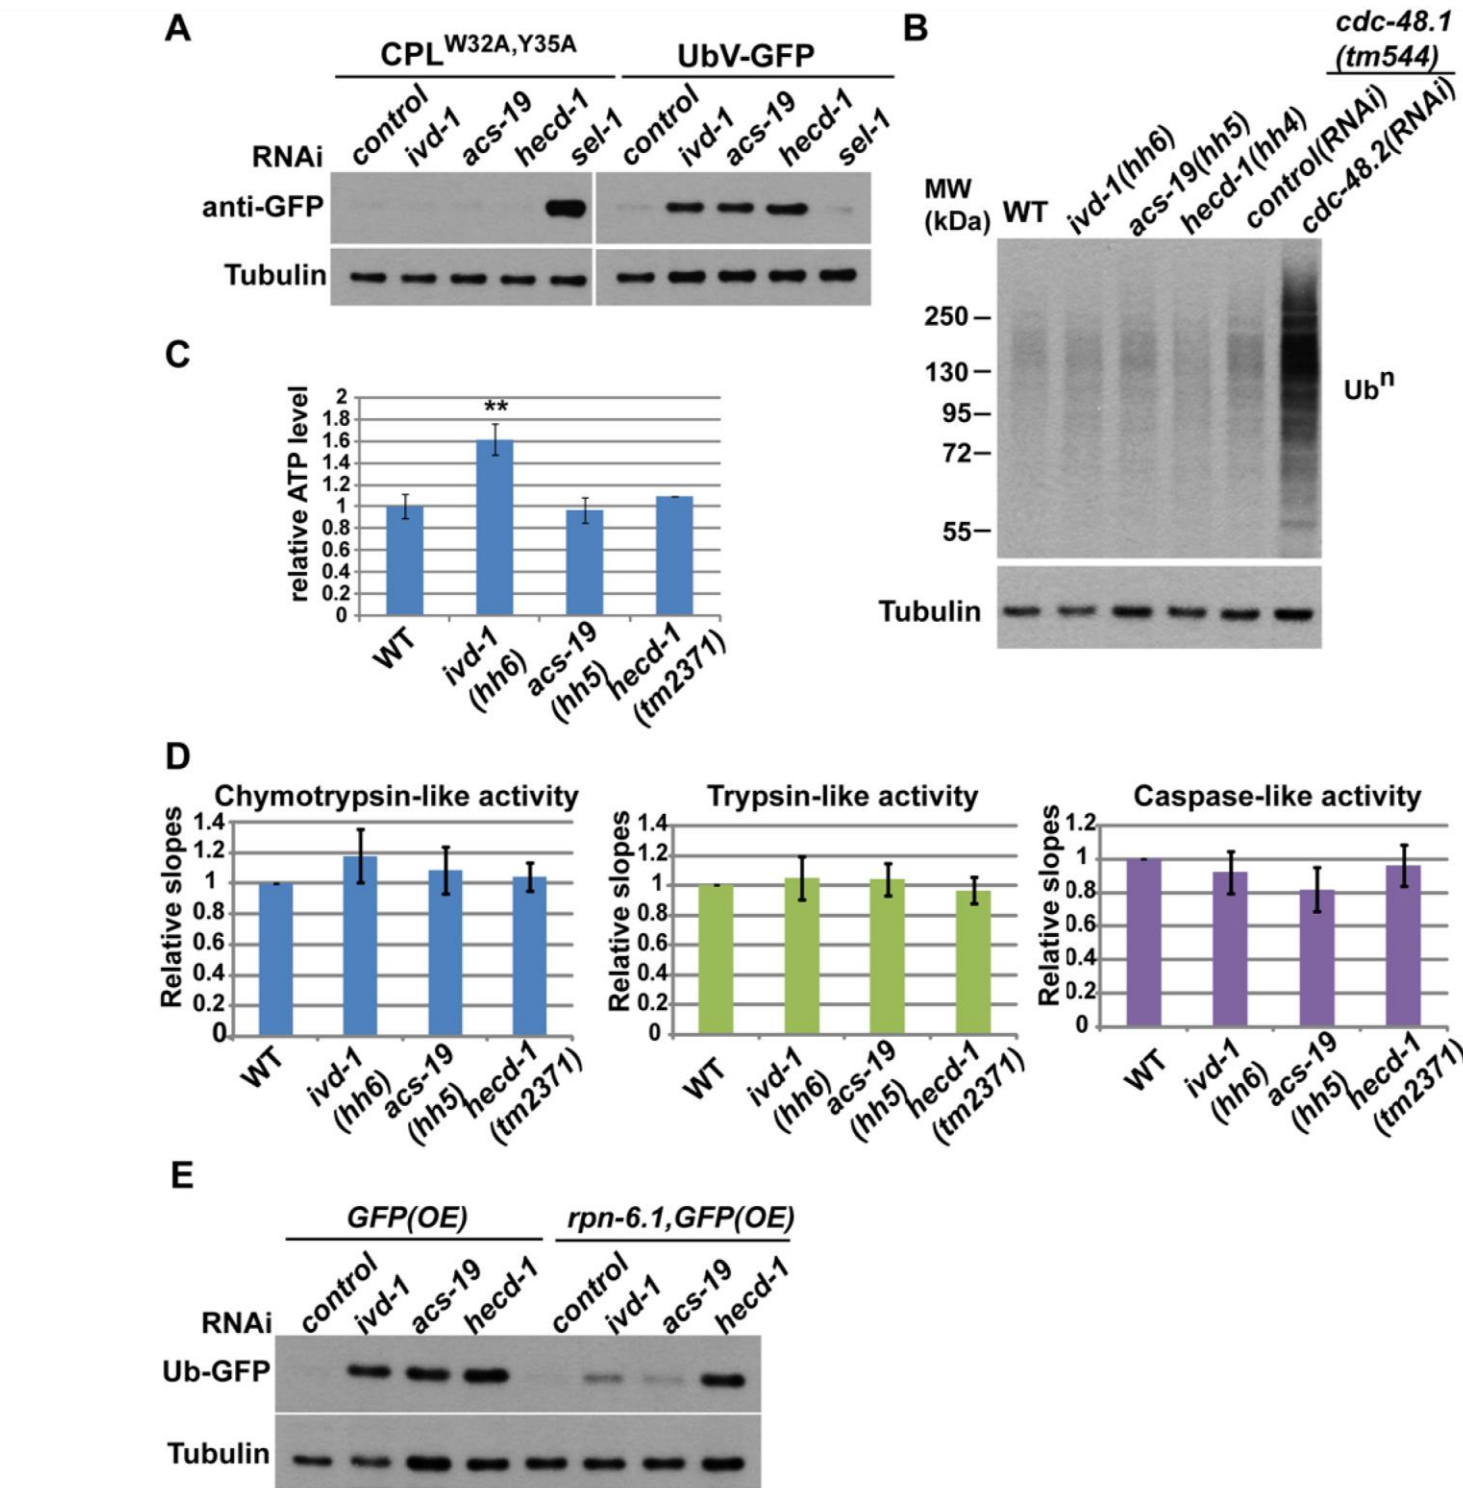 A
CPL W32A,Y35A UbV-GFP
RNAi control ivd-1 acs-19 hecd-1 sel-1 control ivd-1 acs-19 hecd-1 sel-1
anti-GFP
Tubulin
B
cdc-48.1
(tm544)
MW
(kDa)
WT ivd-1(hh6) acs-19(hh5) hecd-1(hh4) control(RNAi) cdc-48.2(RNAi)
250
130
95
72
55
Ubn
Tubulin
C
relative ATP level
2
1.8
1.6
1.4
1.2
1
0.8
0.6
0.4
0.2
0
**
WT ivd-1 (hh6) acs-19 (hh5) hecd-1 (tm2371)
D
Chymotrypsin-like activity
Relative slopes
1.4
1.2
1
0.8
0.6
0.4
0.2
0
WT ivd-1 (hh6) acs-19 (hh5) hecd-1 (tm2371)
Trypsin-like activity
Relative slopes
1.4
1.2
1
0.8
0.6
0.4
0.2
0
WT ivd-1 (hh6) acs-19 (hh5) hecd-1 (tm2371)
Caspase-like activity
Relative slopes
1.2
1
0.8
0.6
0.4
0.2
0
WT ivd-1 (hh6) acs-19 (hh5) hecd-1 (tm2371)
E
GFP(OE) rpn-6.1,GFP(OE)
RNAi control ivd-1 acs-19 hecd-1 control ivd-1 acs-19 hecd-1
Ub-GFP
Tubulin